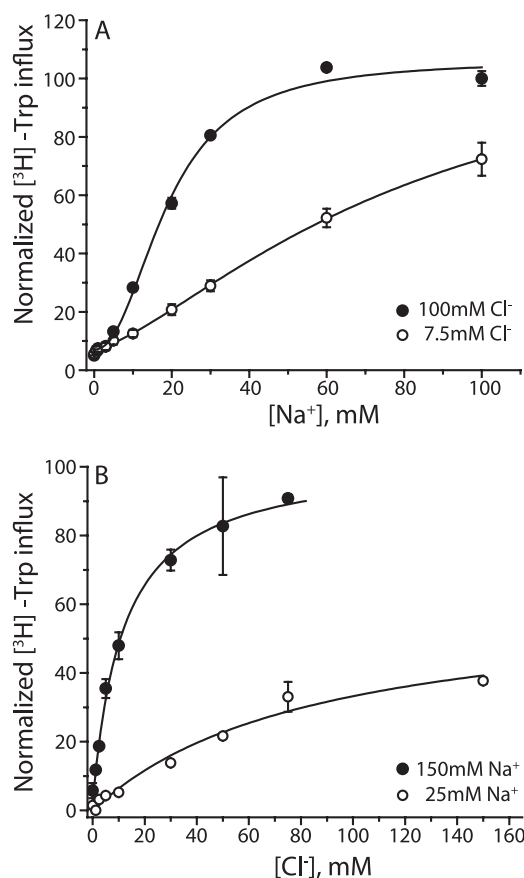 A
Normalized [³H] -Trp influx
120
100
80
60
40
20
0
0 20 40 60 80 100
[Na⁺], mM
100mM Cl⁻
7.5mM Cl⁻
B
Normalized [³H] -Trp influx
100
80
60
40
20
0
0 20 40 60 80 100 120 140 160
[Cl⁻], mM
150mM Na⁺
25mM Na⁺